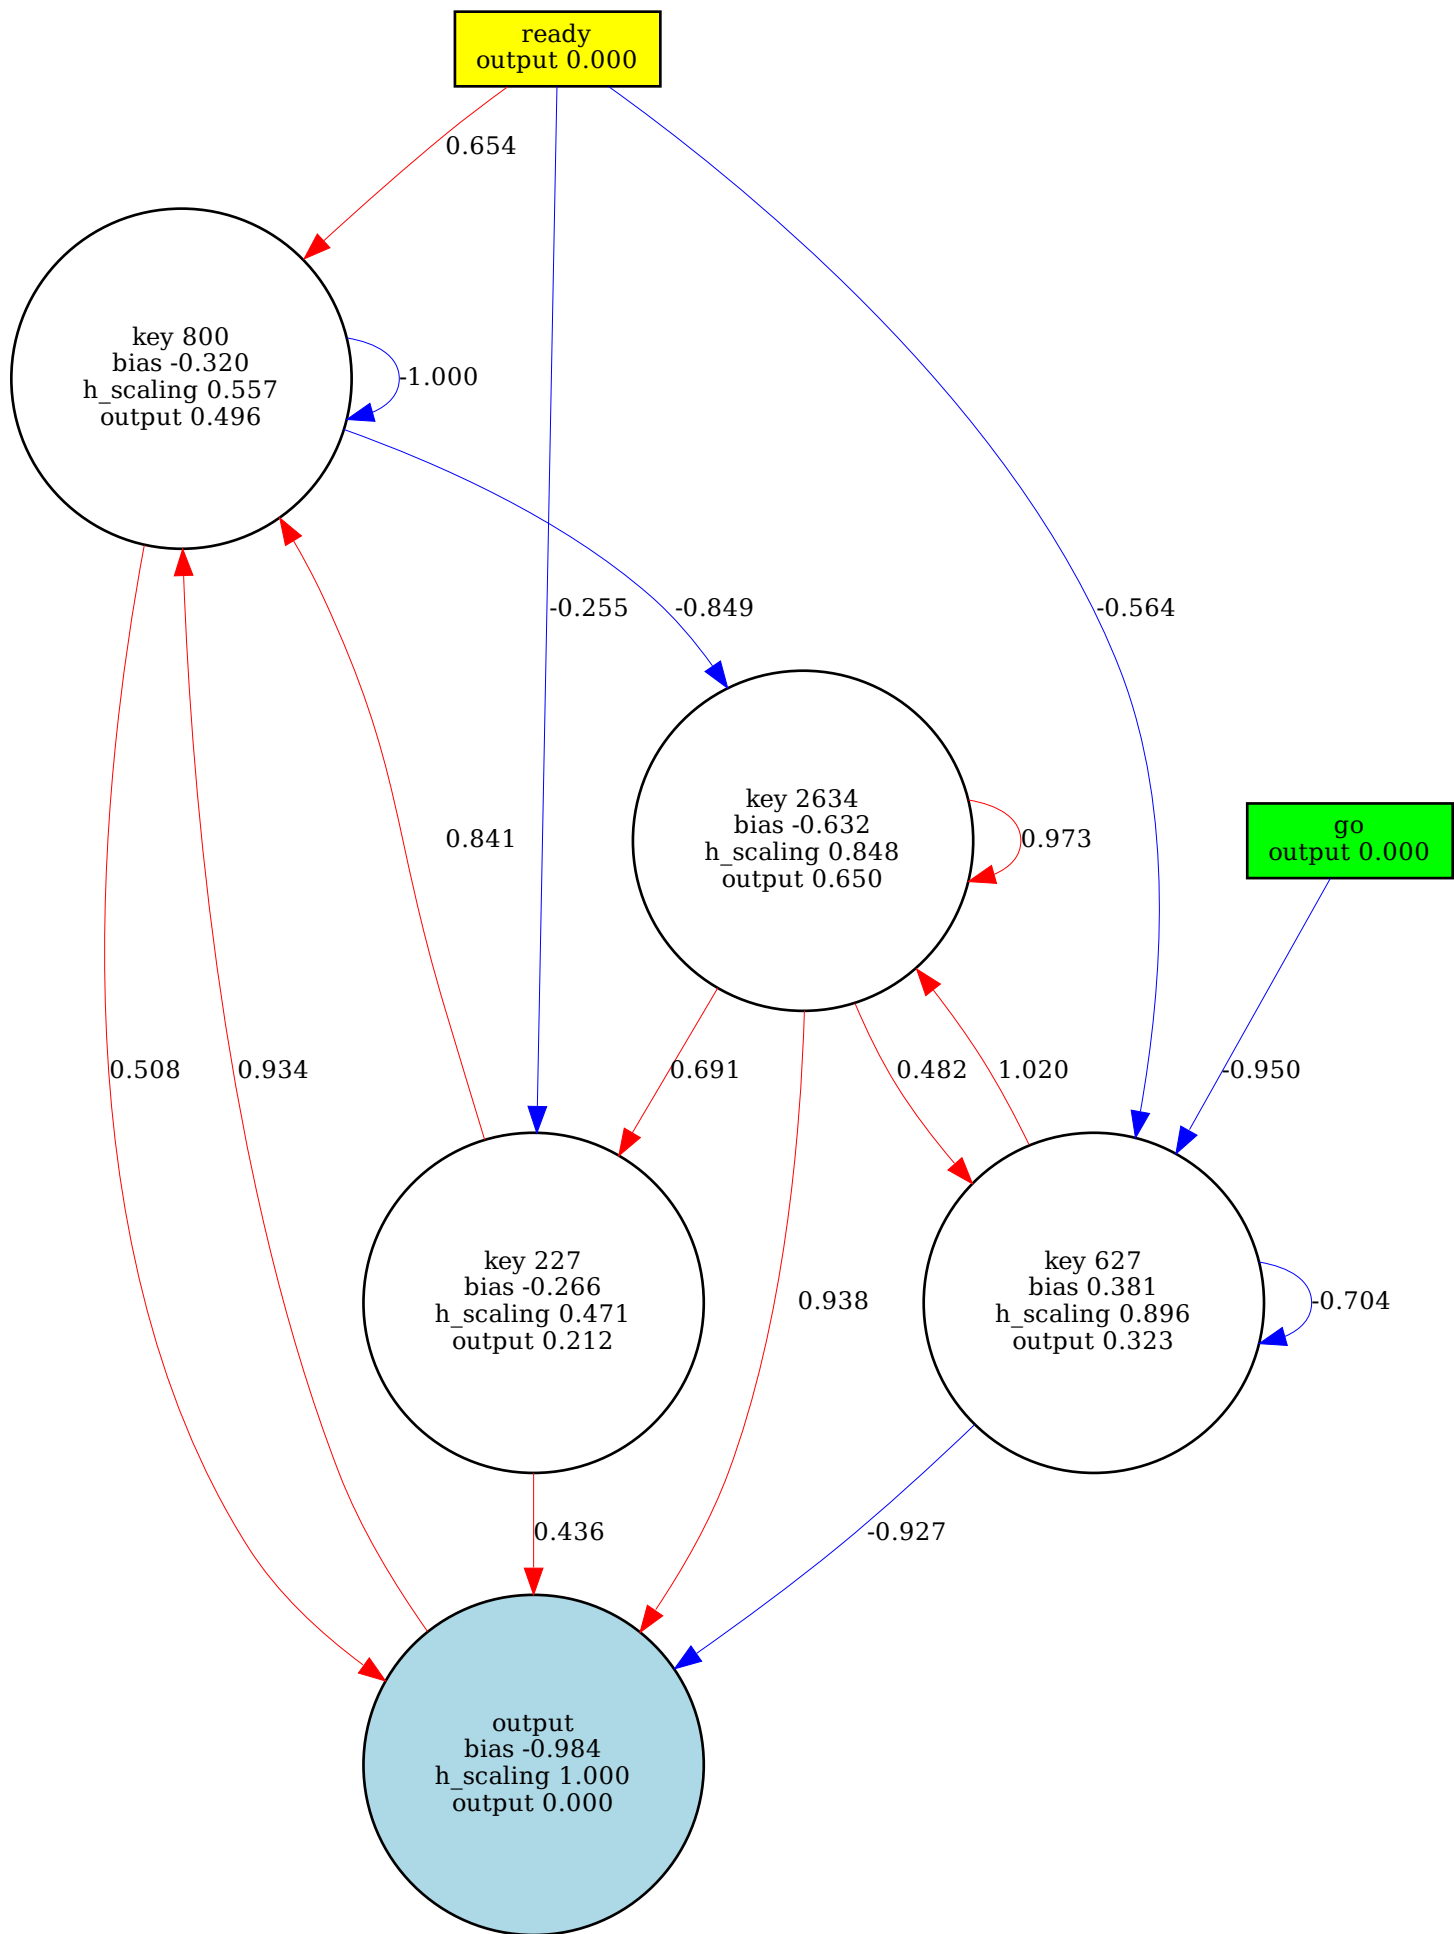 ready
output 0.000
0.654
key 800
bias -0.320
h_scaling 0.557
output 0.496
-1.000
-0.255
-0.849
-0.564
key 2634
bias -0.632
h_scaling 0.848
output 0.650
0.841
0.973
go
output 0.000
0.508
0.934
0.691
0.482
1.020
-0.950
key 227
bias -0.266
h_scaling 0.471
output 0.212
0.938
key 627
bias 0.381
h_scaling 0.896
output 0.323
-0.704
0.436
-0.927
output
bias -0.984
h_scaling 1.000
output 0.000